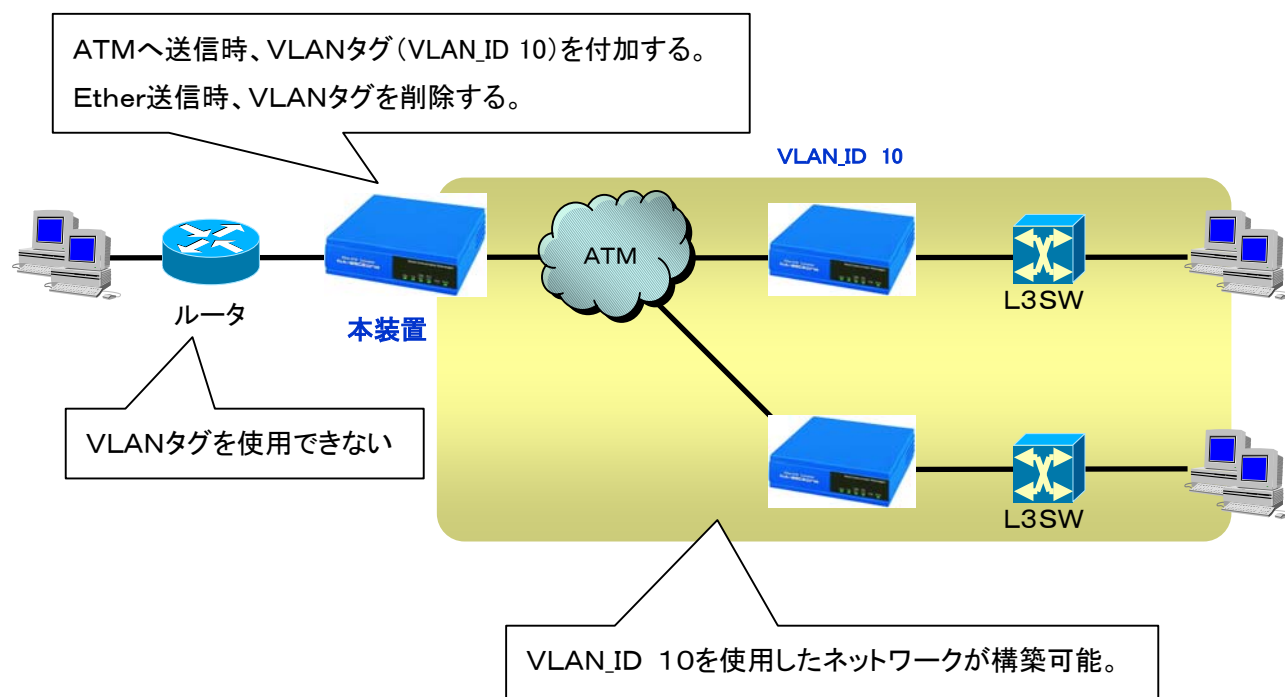 ATMへ送信時、VLANタグ(VLAN_ID 10)を付加する。
Ether送信時、VLANタグを削除する。
VLAN_ID 10
ATM
ルータ
本装置
L3SW
VLANタグを使用できない
L3SW
VLAN_ID 10を使用したネットワークが構築可能。